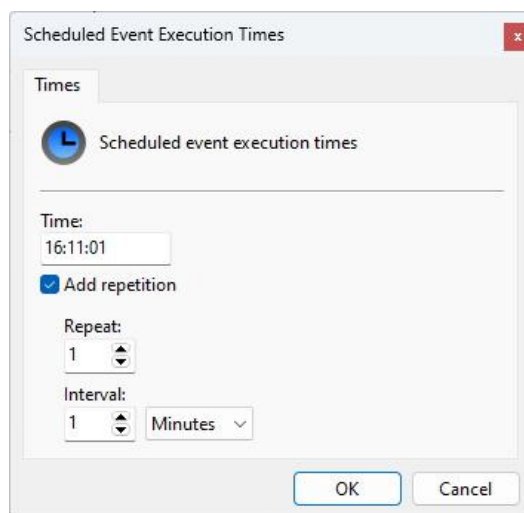 Scheduled Event Execution Times
x
Times
Scheduled event execution times
Time:
16:11:01
Add repetition
Repeat:
1
Interval:
1 Minutes
OK Cancel